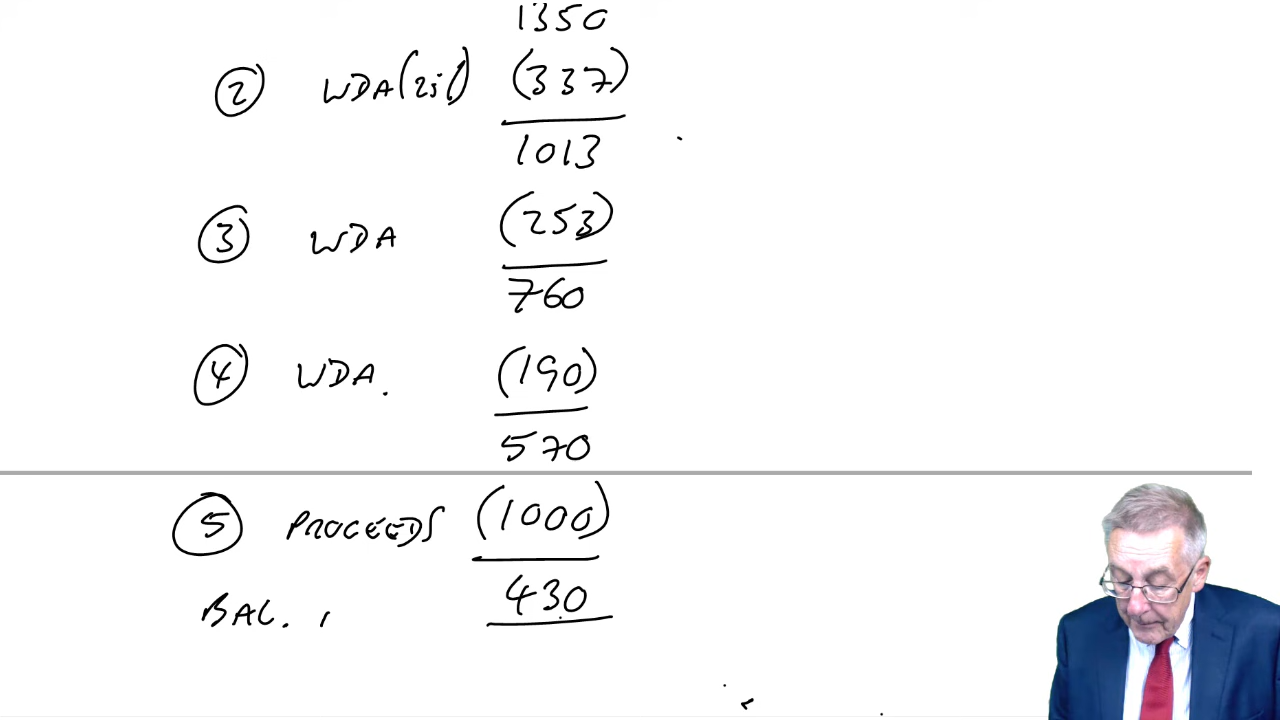 1350
② WDA(25%) (337)
1013
③ WDA (253)
760
④ WDA. (190)
570
⑤ PROCEEDS (1000)
BAL. 430